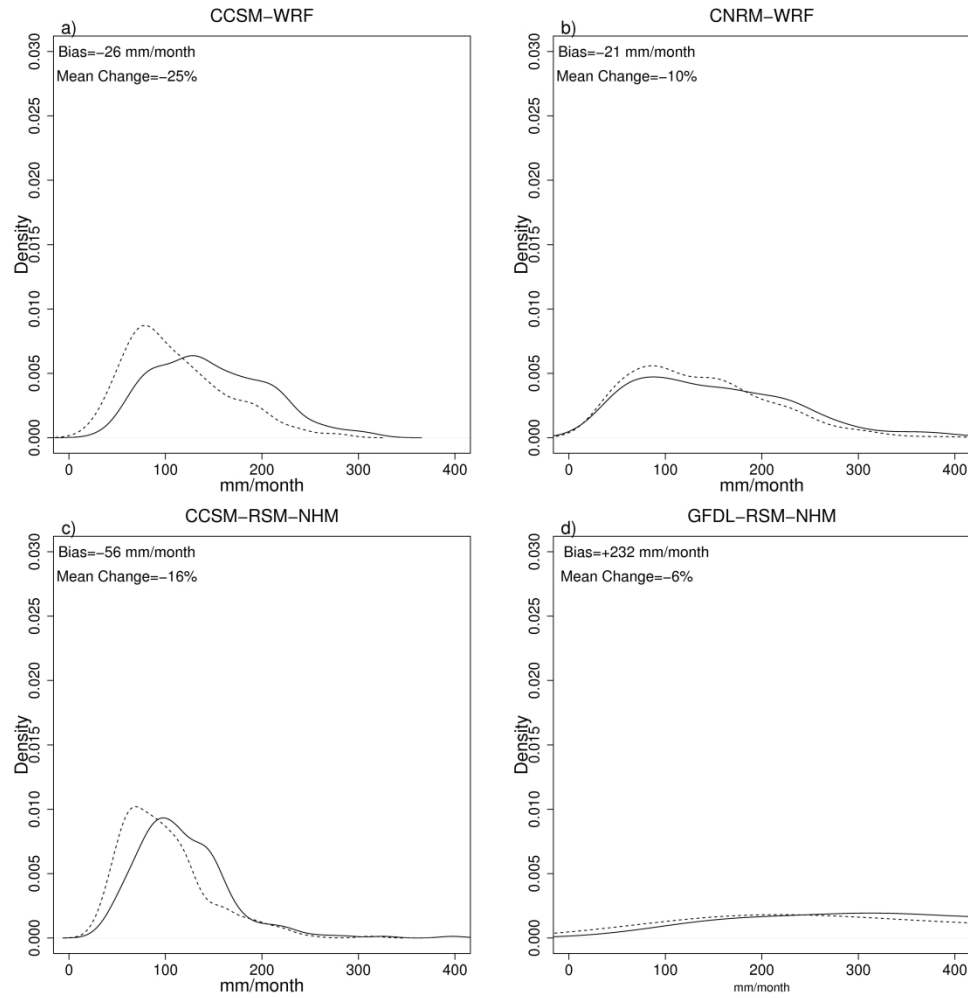 CCSM−WRF
a)
Bias=−26 mm/month
Mean Change=−25%
0.030
0.025
0.020
0.015
0.010
0.005
0.000
Density
0 100 200 300 400
mm/month
CNRM−WRF
b)
Bias=−21 mm/month
Mean Change=−10%
0.030
0.025
0.020
0.015
0.010
0.005
0.000
Density
0 100 200 300 400
mm/month
CCSM−RSM−NHM
c)
Bias=−56 mm/month
Mean Change=−16%
0.030
0.025
0.020
0.015
0.010
0.005
0.000
Density
0 100 200 300 400
mm/month
GFDL−RSM−NHM
d)
Bias=+232 mm/month
Mean Change=−6%
0.030
0.025
0.020
0.015
0.010
0.005
0.000
Density
0 100 200 300 400
mm/month